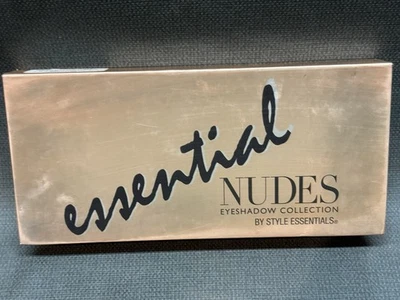 essential
NUDES
EYESHADOW COLLECTION
BY STYLE ESSENTIALS®